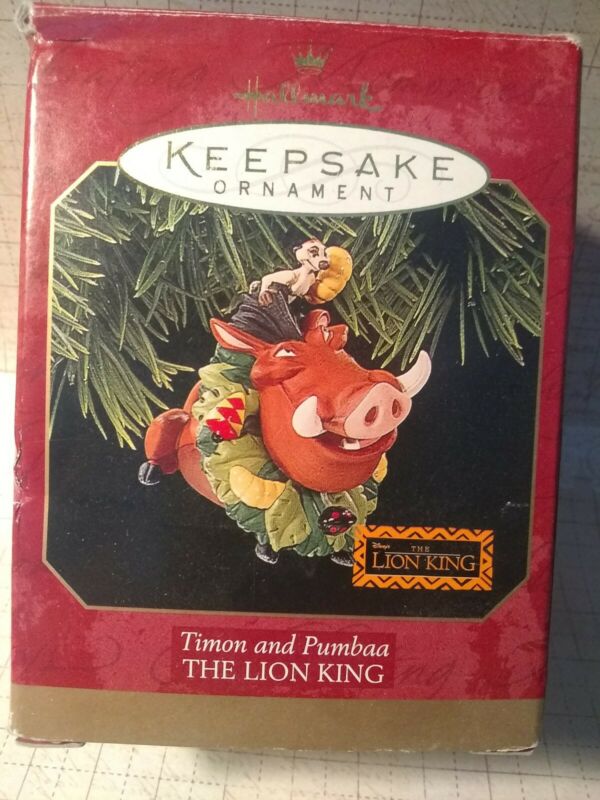 Hallmark
KEEPSAKE
ORNAMENT
Disney's
THE
LION KING
Timon and Pumbaa
THE LION KING